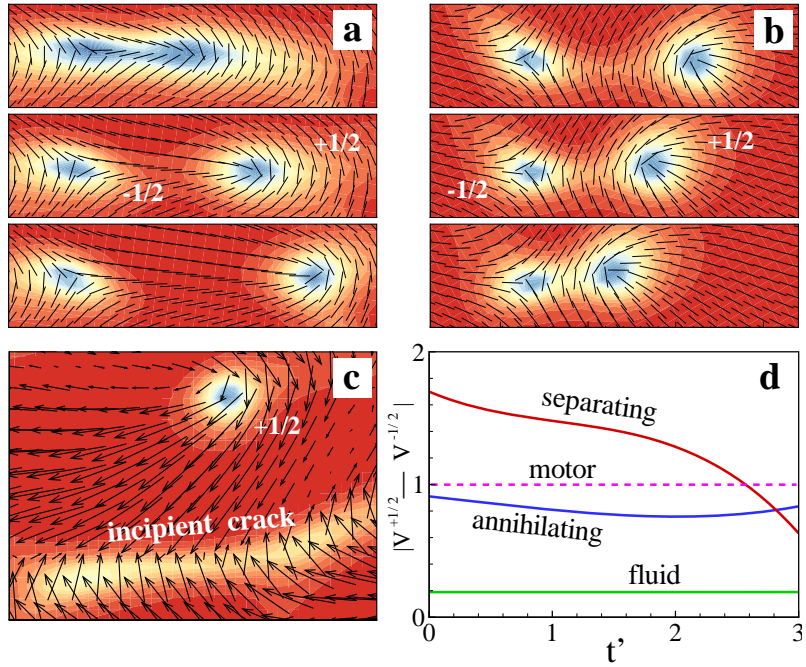 a
+1/2
-1/2
b
+1/2
-1/2
c
+1/2
incipient crack
d
2
1
0
|V^{+1/2} — V^{-1/2}|
separating
motor
annihilating
fluid
0
1
2
3
t’